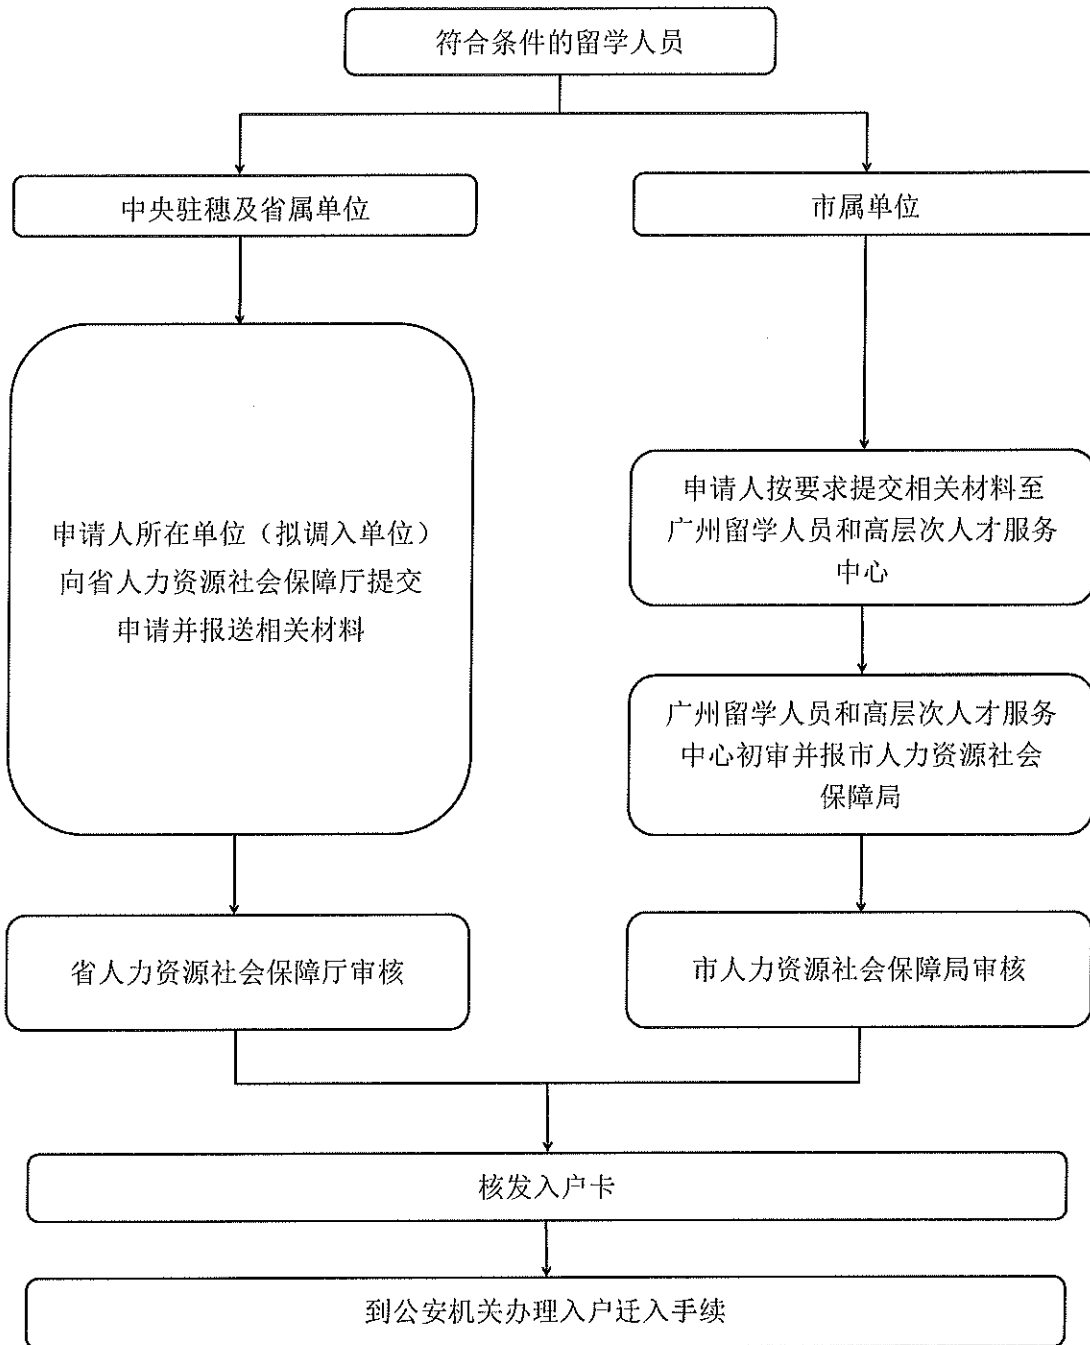 符合条件的留学人员
中央驻穗及省属单位
申请人所在单位（拟调入单位）
向省人力资源社会保障厅提交
申请并报送相关材料
省人力资源社会保障厅审核
市属单位
申请人按要求提交相关材料至
广州留学人员和高层次人才服务
中心
广州留学人员和高层次人才服务
中心初审并报市人力资源社会
保障局
市人力资源社会保障局审核
核发入户卡
到公安机关办理入户迁入手续